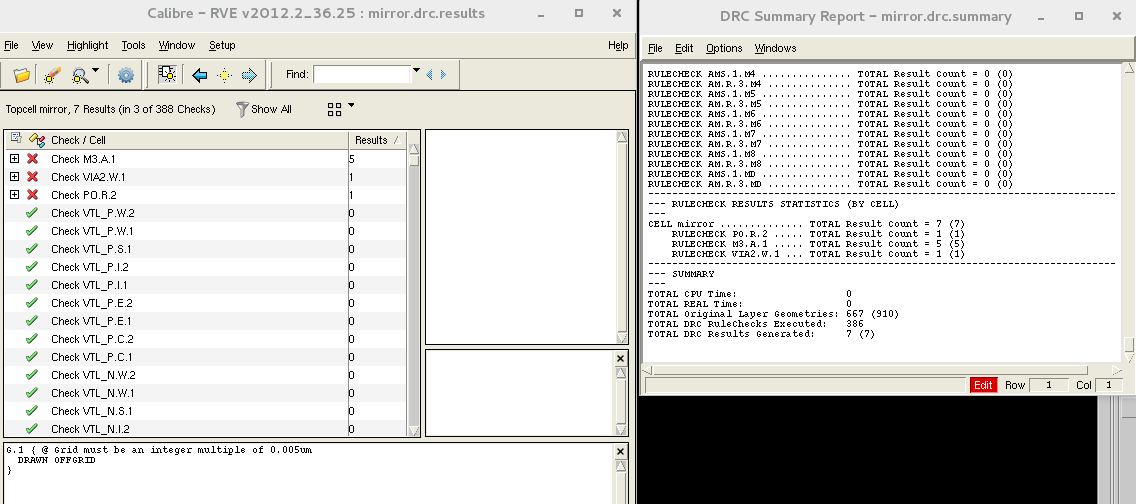 Calibre - RVE v2012.2_36.25 : mirror.drc.results
File View Highlight Tools Window Setup Help
Find:
Topcell mirror, 7 Results (in 3 of 388 Checks) Show All
Check / Cell Results
Check M3.A.1 5
Check VIA2.W.1 1
Check PO.R.2 1
Check VTL_P.W.2 0
Check VTL_P.W.1 0
Check VTL_P.S.1 0
Check VTL_P.I.2 0
Check VTL_P.I.1 0
Check VTL_P.E.2 0
Check VTL_P.E.1 0
Check VTL_P.C.2 0
Check VTL_P.C.1 0
Check VTL_N.W.2 0
Check VTL_N.W.1 0
Check VTL_N.S.1 0
Check VTL_N.I.2 0
G.1 { @ Grid must be an integer multiple of 0.005um
DRAWN OFFGRID
}
DRC Summary Report - mirror.drc.summary
File Edit Options Windows
RULECHECK AMS.1.M4 ............... TOTAL Result Count = 0 (0)
RULECHECK AM.R.3.M4 .............. TOTAL Result Count = 0 (0)
RULECHECK AMS.1.M5 ............... TOTAL Result Count = 0 (0)
RULECHECK AM.R.3.M5 .............. TOTAL Result Count = 0 (0)
RULECHECK AMS.1.M6 ............... TOTAL Result Count = 0 (0)
RULECHECK AM.R.3.M6 .............. TOTAL Result Count = 0 (0)
RULECHECK AMS.1.M7 ............... TOTAL Result Count = 0 (0)
RULECHECK AM.R.3.M7 .............. TOTAL Result Count = 0 (0)
RULECHECK AMS.1.M8 ............... TOTAL Result Count = 0 (0)
RULECHECK AM.R.3.M8 .............. TOTAL Result Count = 0 (0)
RULECHECK AMS.1.MD ............... TOTAL Result Count = 0 (0)
RULECHECK AM.R.3.MD .............. TOTAL Result Count = 0 (0)
----------------------------------------------------------------------
--- RULECHECK RESULTS STATISTICS (BY CELL)
---
CELL mirror .............. TOTAL Result Count = 7 (7)
RULECHECK PO.R.2 ..... TOTAL Result Count = 1 (1)
RULECHECK M3.A.1 ..... TOTAL Result Count = 5 (5)
RULECHECK VIA2.W.1 ... TOTAL Result Count = 1 (1)
----------------------------------------------------------------------
--- SUMMARY
---
TOTAL CPU Time: 0
TOTAL REAL Time: 0
TOTAL Original Layer Geometries: 667 (910)
TOTAL DRC RuleChecks Executed: 386
TOTAL DRC Results Generated: 7 (7)
Edit Row 1 Col 1